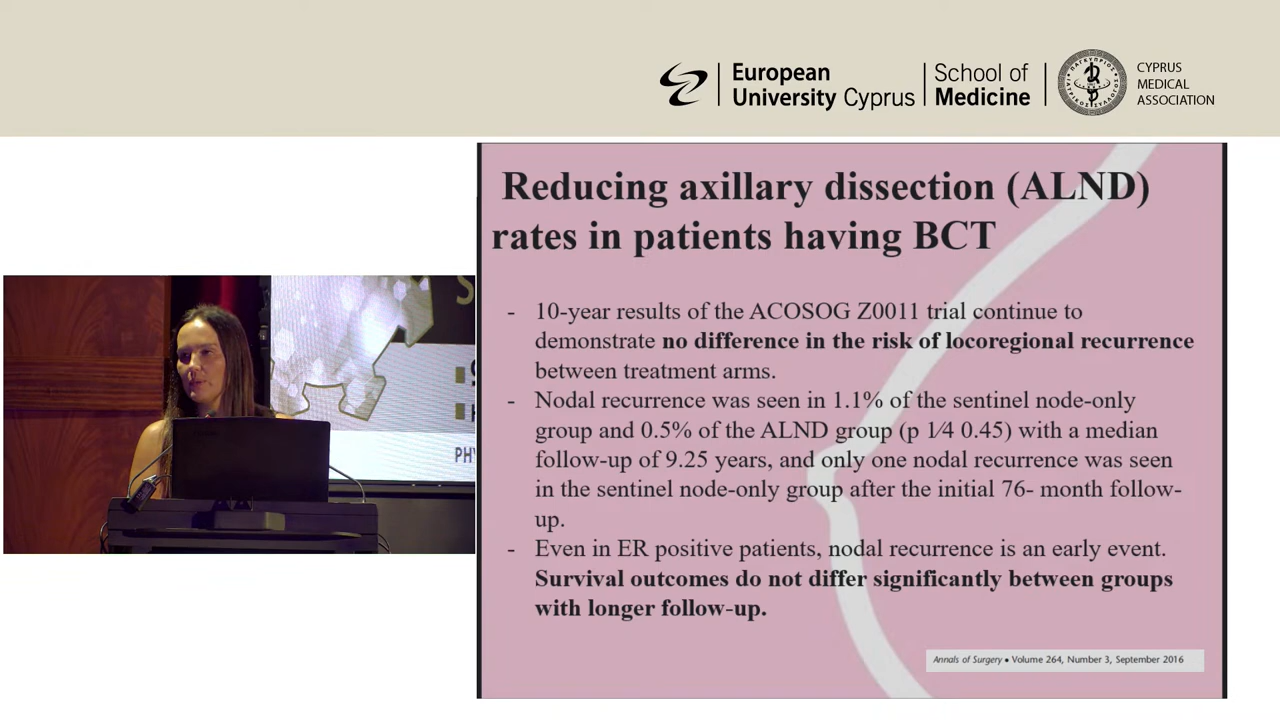 European
University Cyprus
School of
Medicine
ΠΑΓΚΥΠΡΙΟΣ
ΙΑΤΡΙΚΟΣ ΣΥΛΛΟΓΟΣ
CYPRUS
MEDICAL
ASSOCIATION
Reducing axillary dissection (ALND)
rates in patients having BCT
- 10-year results of the ACOSOG Z0011 trial continue to
demonstrate no difference in the risk of locoregional recurrence
between treatment arms.
- Nodal recurrence was seen in 1.1% of the sentinel node-only
group and 0.5% of the ALND group (p 1⁄4 0.45) with a median
follow-up of 9.25 years, and only one nodal recurrence was seen
in the sentinel node-only group after the initial 76- month follow-
up.
- Even in ER positive patients, nodal recurrence is an early event.
Survival outcomes do not differ significantly between groups
with longer follow-up.
Annals of Surgery • Volume 264, Number 3, September 2016
S
PH